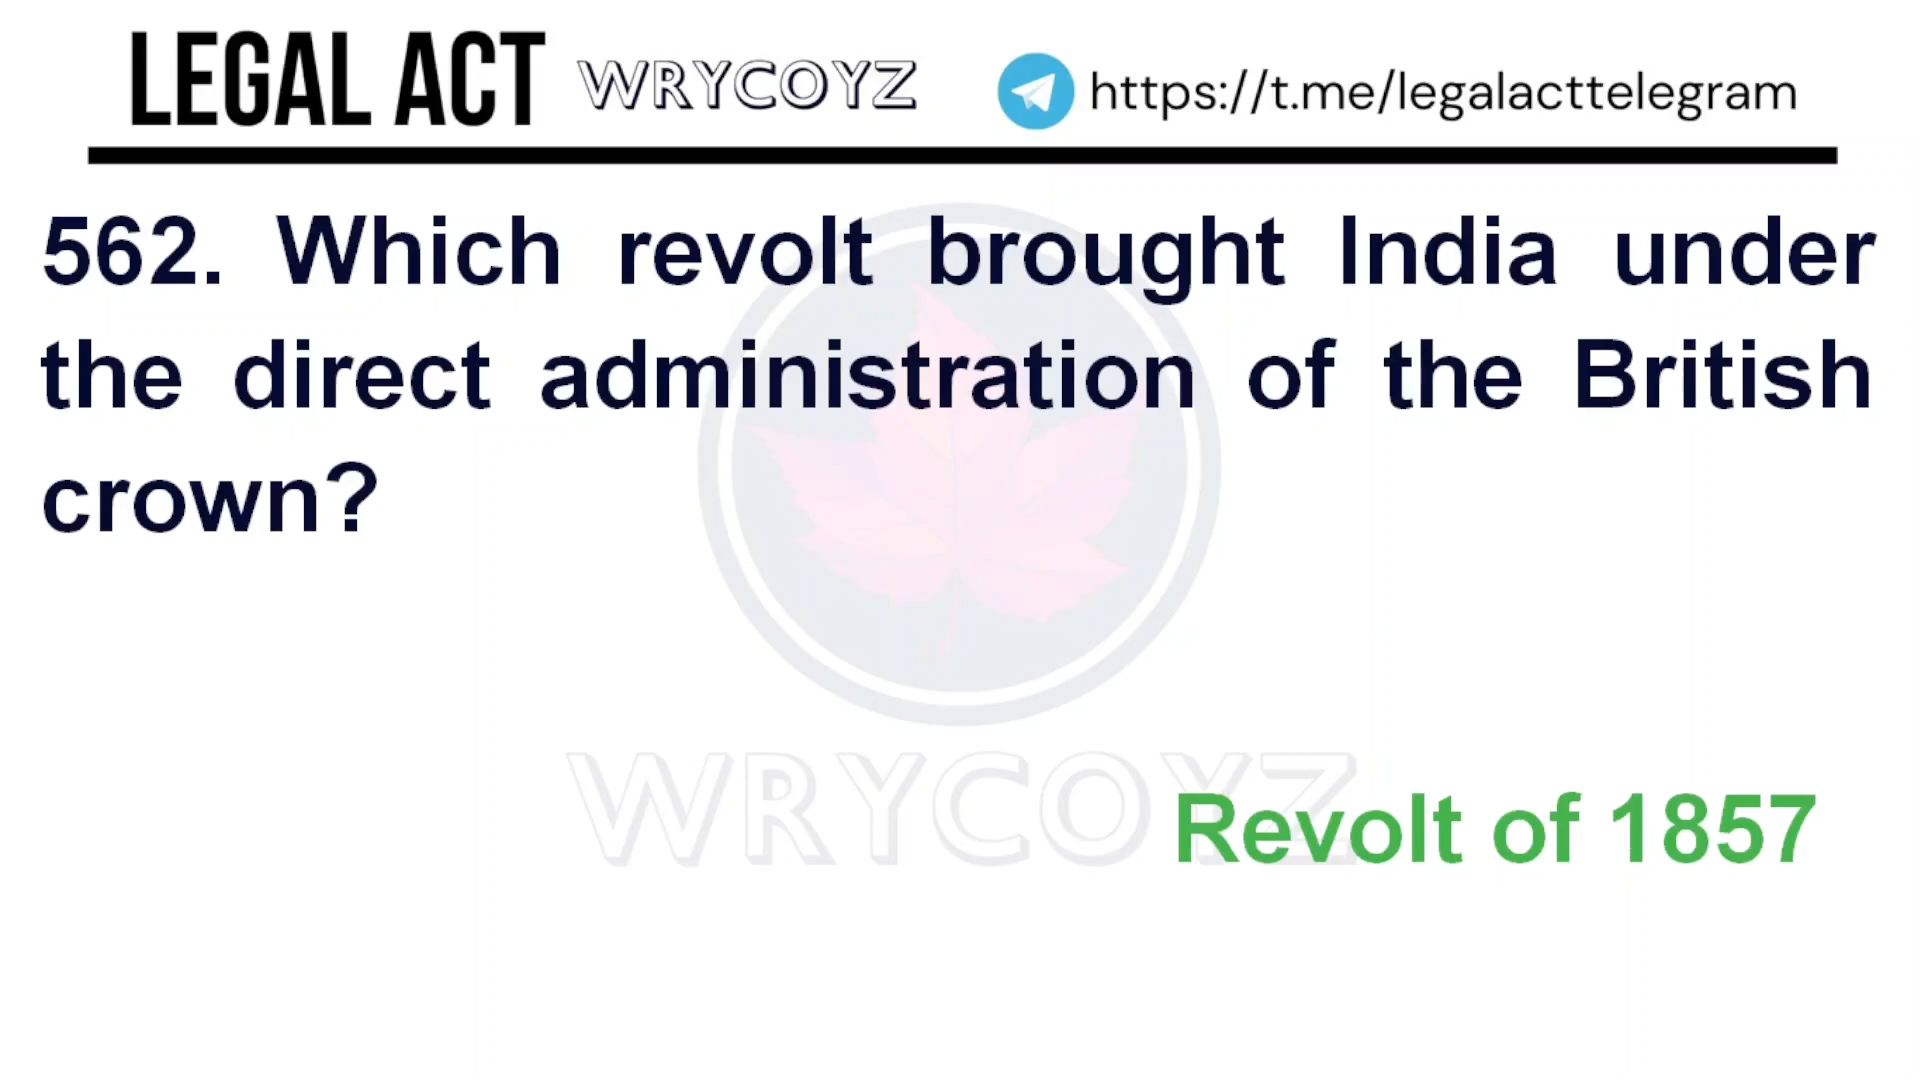 LEGAL ACT WRYCOYZ https://t.me/legalacttelegram
562. Which revolt brought India under
the direct administration of the British
crown?
WRYCOYZ
Revolt of 1857